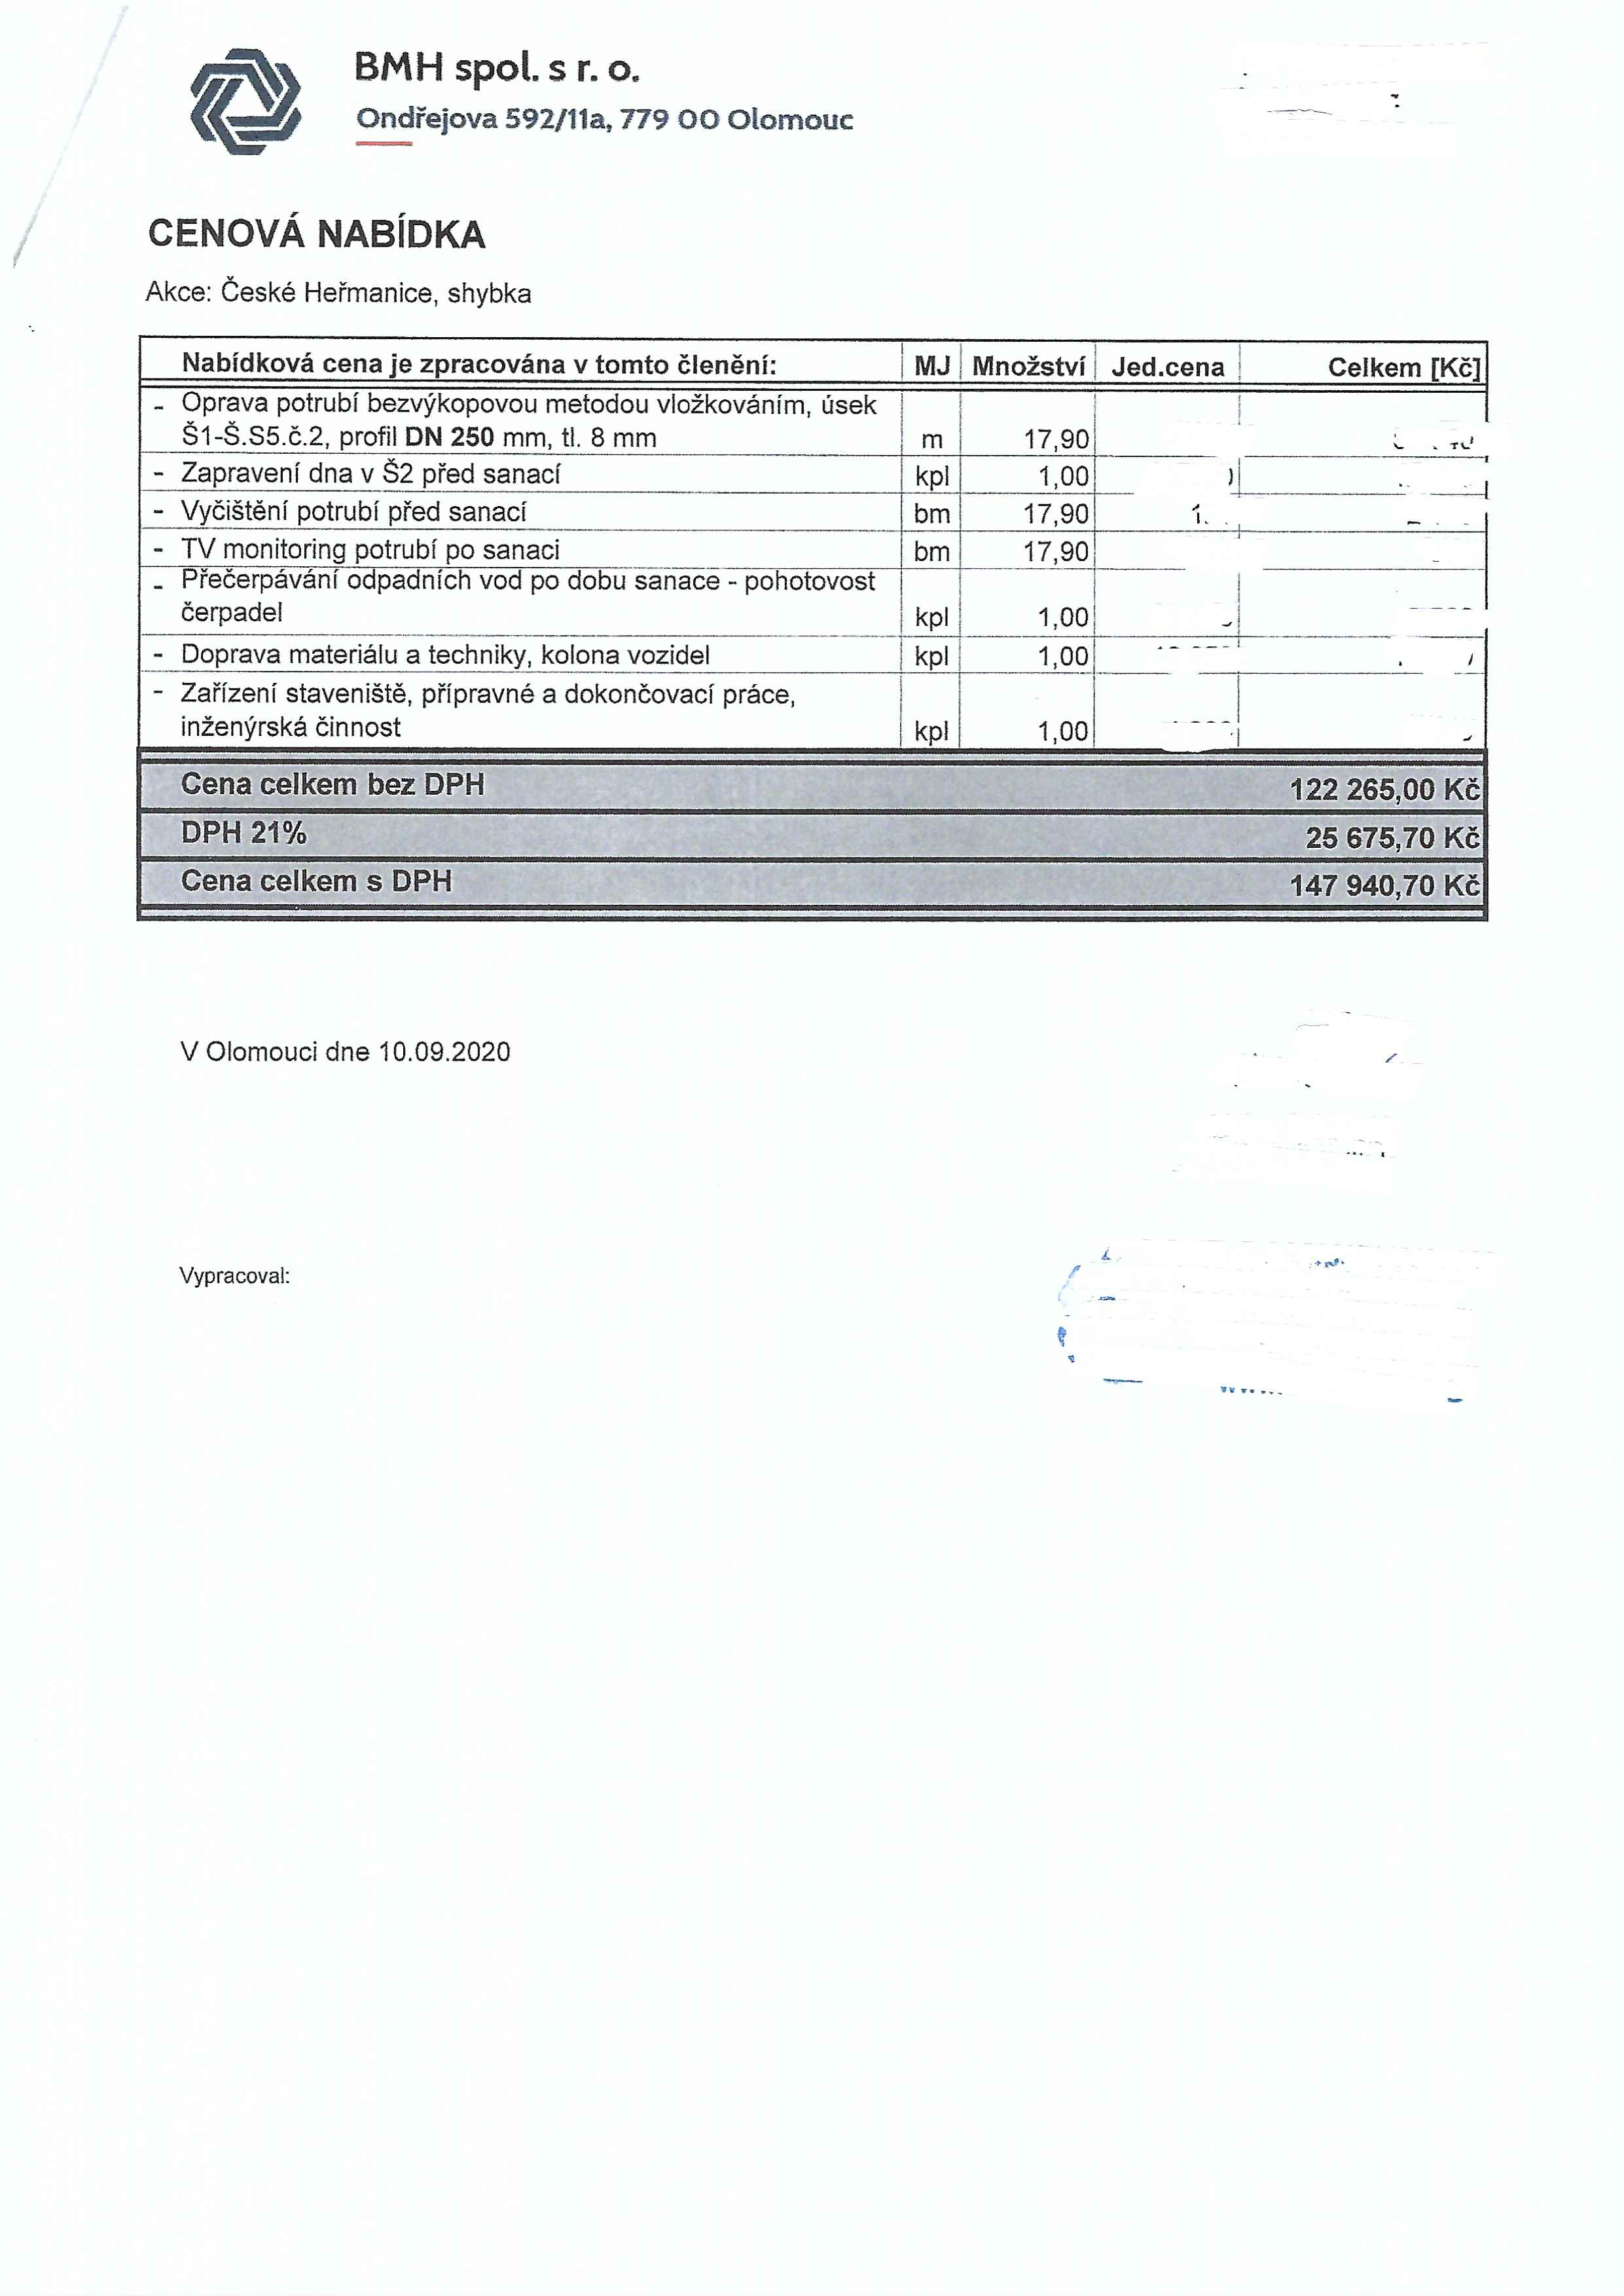 BMH spol. s r. o.
Ondřejova 592/11a, 779 00 Olomouc
CENOVÁ NABÍDKA
Akce: České Heřmanice, shybka
Nabídková cena je zpracována v tomto členění: MJ Množství Jed.cena Celkem [Kč]
- Oprava potrubí bezvýkopovou metodou vložkováním, úsek
Š1-Š.S5.č.2, profil DN 250 mm, tl. 8 mm m 17,90
- Zapravení dna v Š2 před sanací kpl 1,00
- Vyčištění potrubí před sanací bm 17,90
- TV monitoring potrubí po sanaci bm 17,90
- Přečerpávání odpadních vod po dobu sanace - pohotovost
čerpadel kpl 1,00
- Doprava materiálu a techniky, kolona vozidel kpl 1,00
- Zařízení staveniště, přípravné a dokončovací práce,
inženýrská činnost kpl 1,00
Cena celkem bez DPH 122 265,00 Kč
DPH 21% 25 675,70 Kč
Cena celkem s DPH 147 940,70 Kč
V Olomouci dne 10.09.2020
Vypracoval: